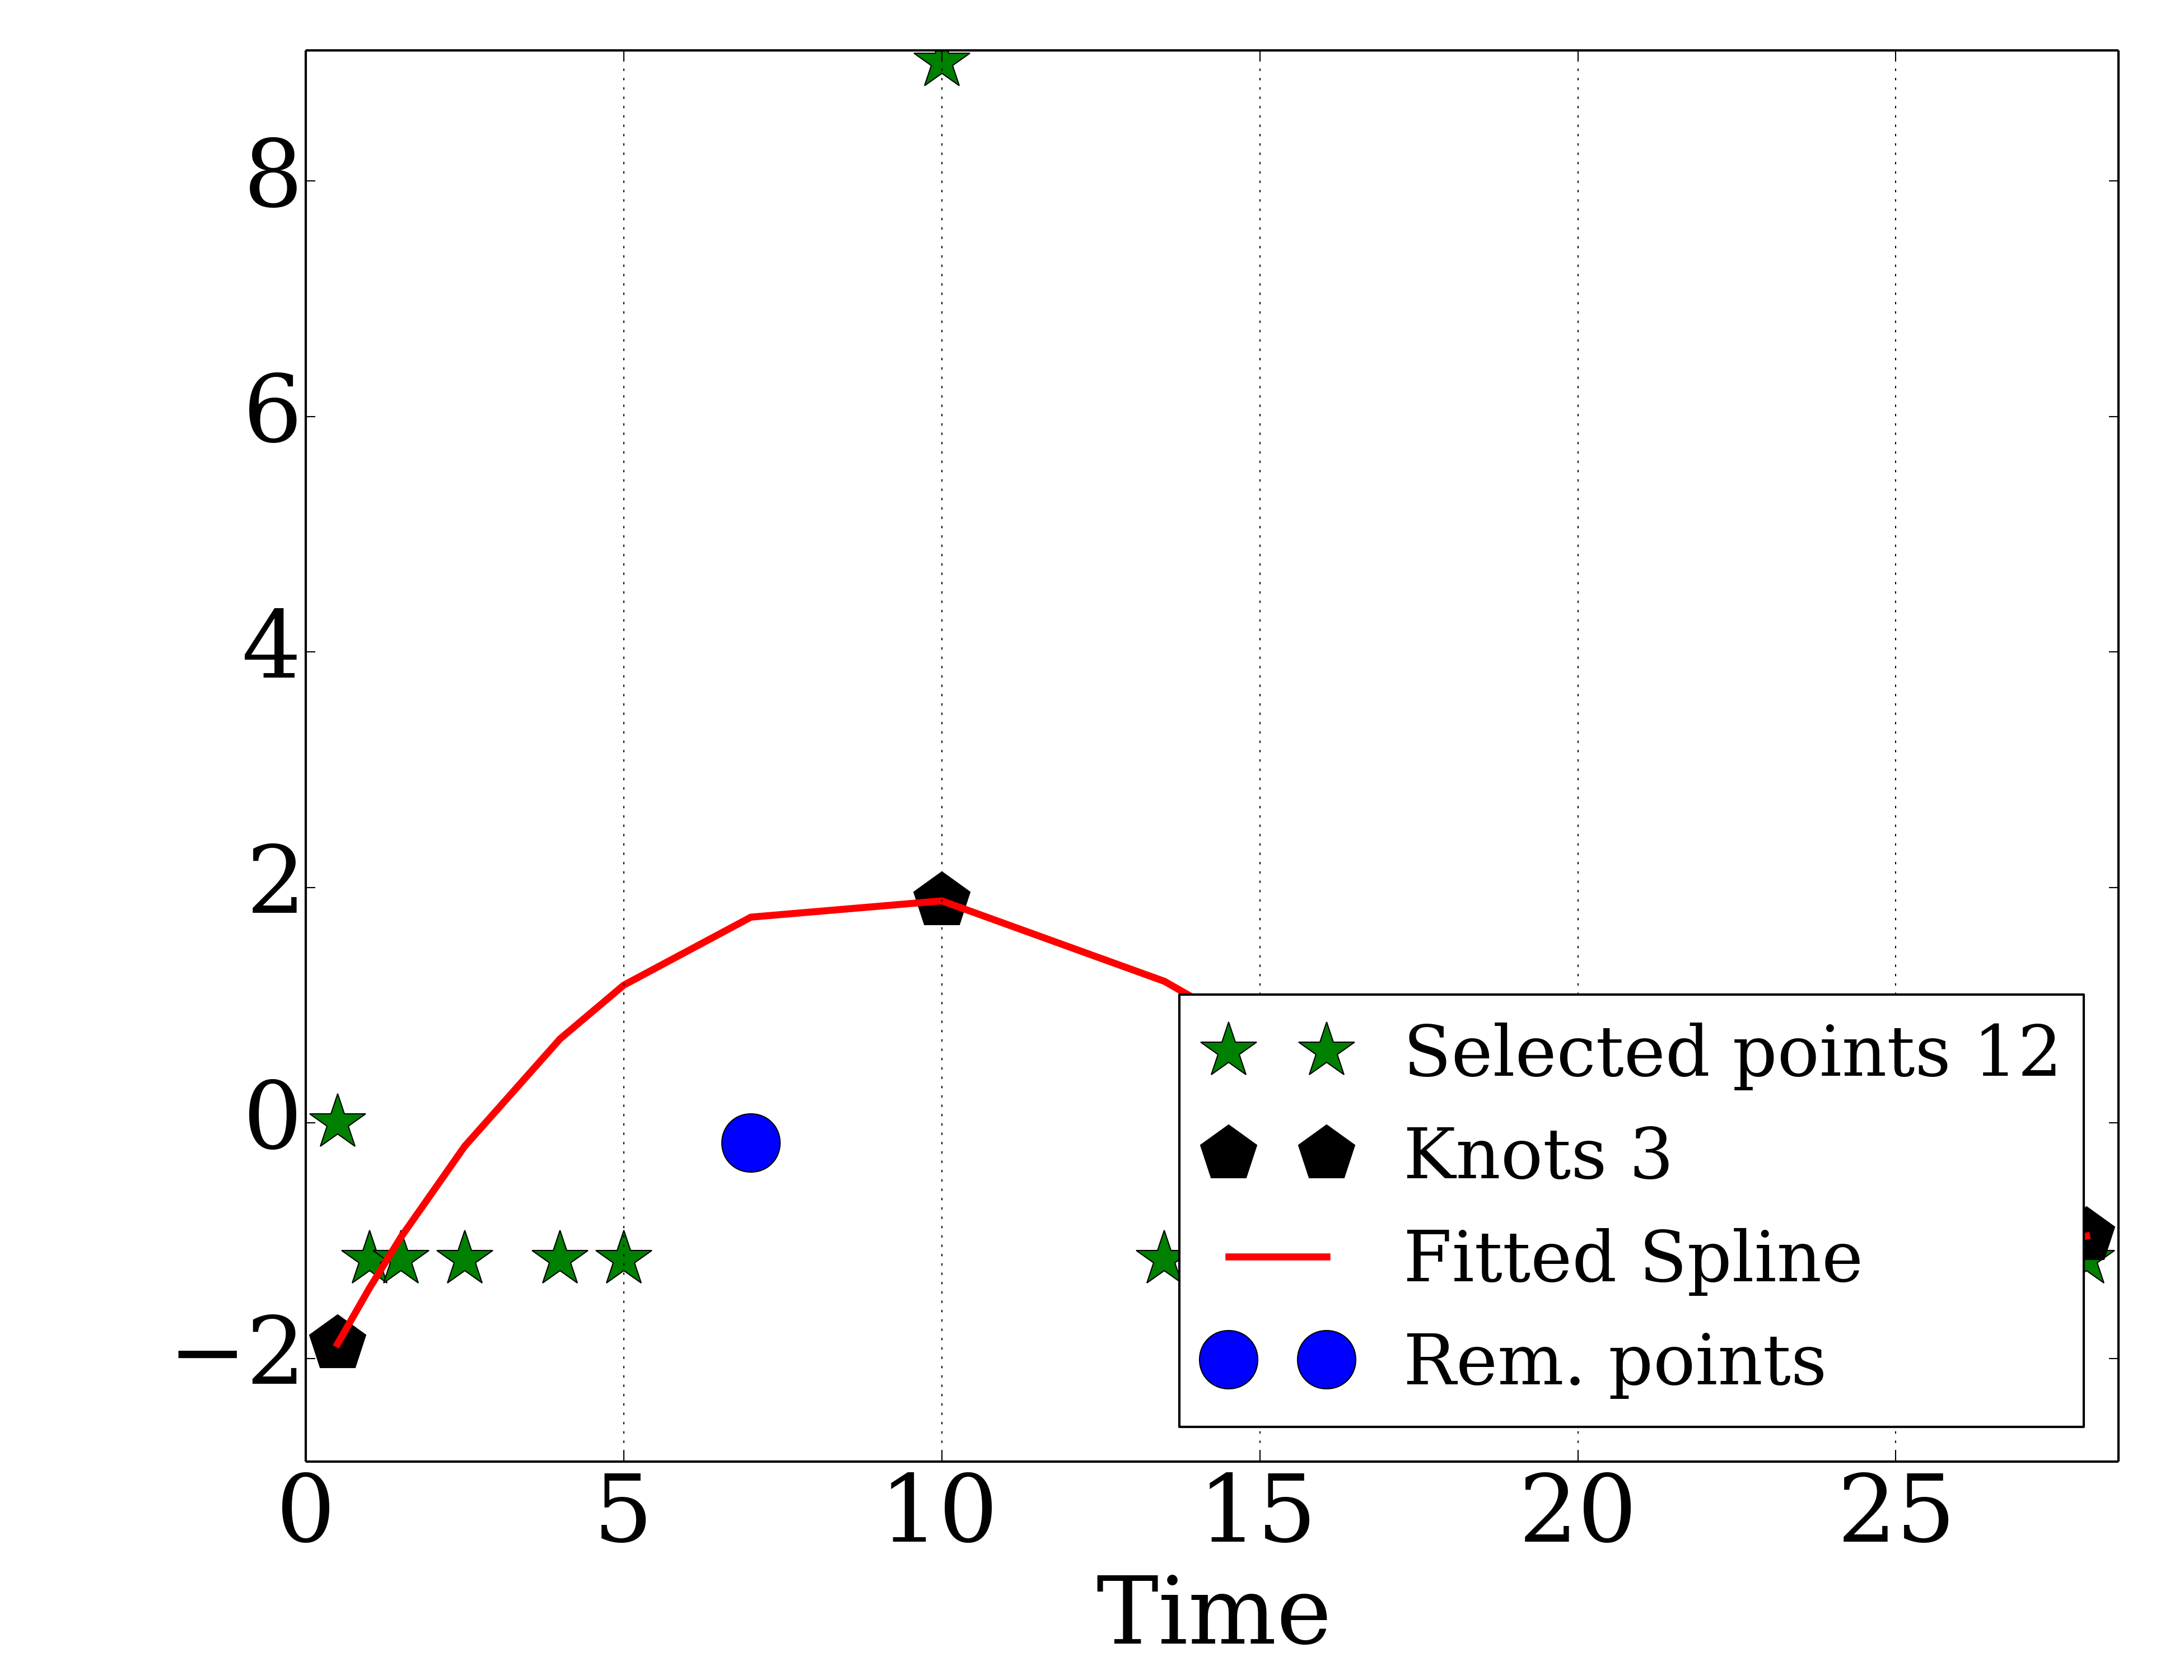 8
6
4
2
0
−2
0 5 10 15 20 25
Time
Selected points 12
Knots 3
Fitted Spline
Rem. points